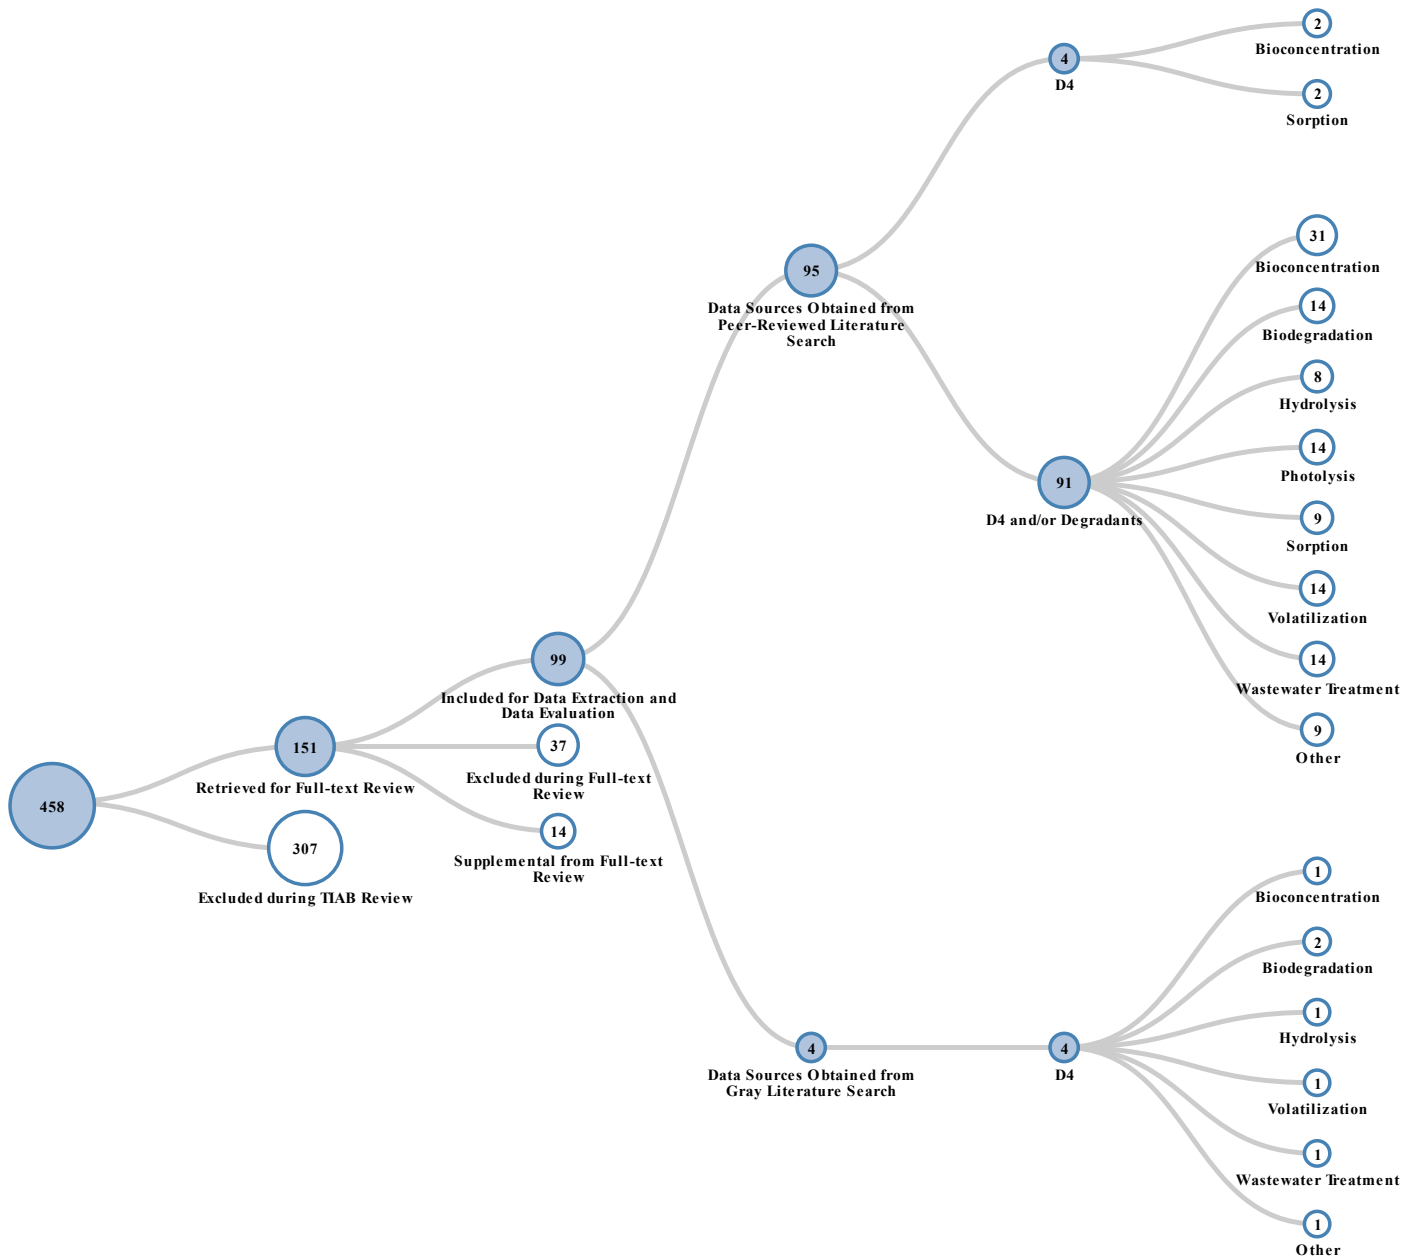 458
151
Retrieved for Full-text Review
307
Excluded during TIAB Review
99
Included for Data Extraction and
Data Evaluation
37
Excluded during Full-text
Review
14
Supplemental from Full-text
Review
95
Data Sources Obtained from
Peer-Reviewed Literature
Search
4
Data Sources Obtained from
Gray Literature Search
4
D4
91
D4 and/or Degradants
4
D4
2
Bioconcentration
2
Sorption
31
Bioconcentration
14
Biodegradation
8
Hydrolysis
14
Photolysis
9
Sorption
14
Volatilization
14
Wastewater Treatment
9
Other
1
Bioconcentration
2
Biodegradation
1
Hydrolysis
1
Volatilization
1
Wastewater Treatment
1
Other